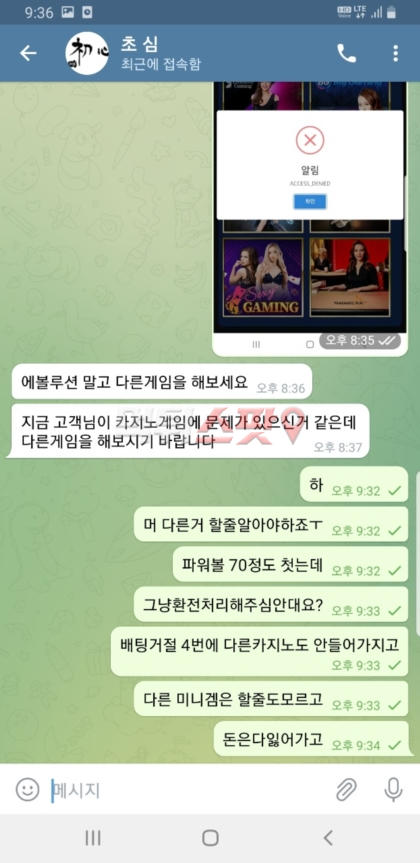 9:36
LTE
초 심
최근에 접속함
알림
ACCESS_DENIED
확인
Sexy
GAMING
PRAGMATIC PLAY
오후 8:35
에볼루션 말고 다른게임을 해보세요 오후 8:36
지금 고객님이 카지노게임에 문제가 있으신거 같은데
다른게임을 해보지기 바랍니다 오후 8:37
스팟
하 오후 9:32
머 다른거 할줄알아야하죠ㅜ 오후 9:32
파워볼 70정도 첫는데 오후 9:32
그냥환전처리해주심안대요? 오후 9:33
배팅거절 4번에 다른카지노도 안들어가지고
오후 9:33
다른 미니겜은 할줄도모르고 오후 9:33
돈은다잃어가고 오후 9:34
메시지